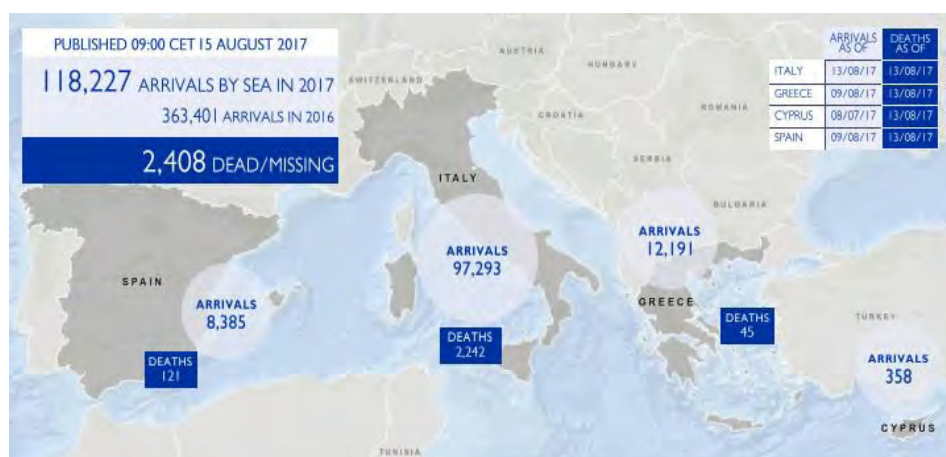 PUBLISHED 09:00 CET 15 AUGUST 2017
118,227 ARRIVALS BY SEA IN 2017
363,401 ARRIVALS IN 2016
2,408 DEAD/MISSING
ARRIVALS AS OF
DEATHS AS OF
ITALY 13/08/17 13/08/17
GREECE 09/08/17 13/08/17
CYPRUS 08/07/17 13/08/17
SPAIN 09/08/17 13/08/17
AUSTRIA
HUNGARY
SWITZERLAND
ROMANIA
CROATIA
SERBIA
ITALY
BULGARIA
ARRIVALS
97,293
ARRIVALS
12,191
SPAIN
ARRIVALS
8,385
GREECE
DEATHS
45
TURKEY
DEATHS
2,242
DEATHS
121
ARRIVALS
358
CYPRUS
TUNISIA